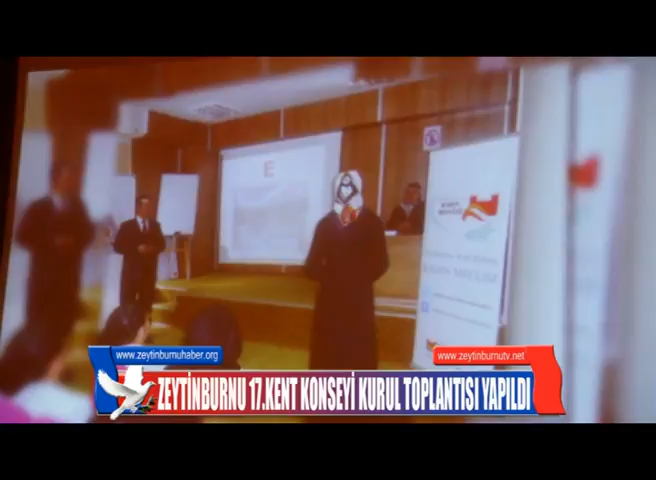 E
www.zeytinburnuhaber.org
www.zeytinburnutv.net
ZEYTİNBURNU 17.KENT KONSEYİ KURUL TOPLANTISI YAPILDI